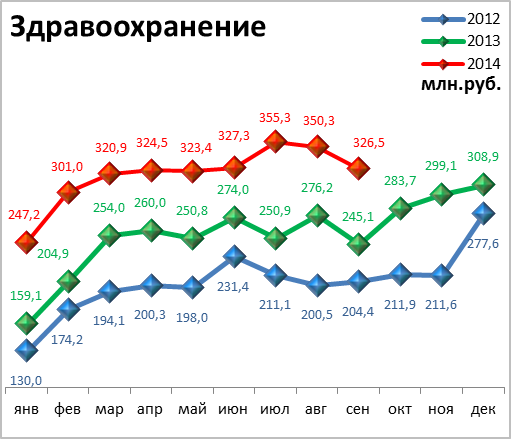 Здравоохранение
2012
2013
2014
млн.руб.
247,2 301,0 320,9 324,5 323,4 327,3 355,3 350,3 326,5
159,1 204,9 254,0 260,0 250,8 274,0 250,9 276,2 245,1 283,7 299,1 308,9
130,0 174,2 194,1 200,3 198,0 231,4 211,1 200,5 204,4 211,9 211,6 277,6
янв фев мар апр май июн июл авг сен окт ноя дек